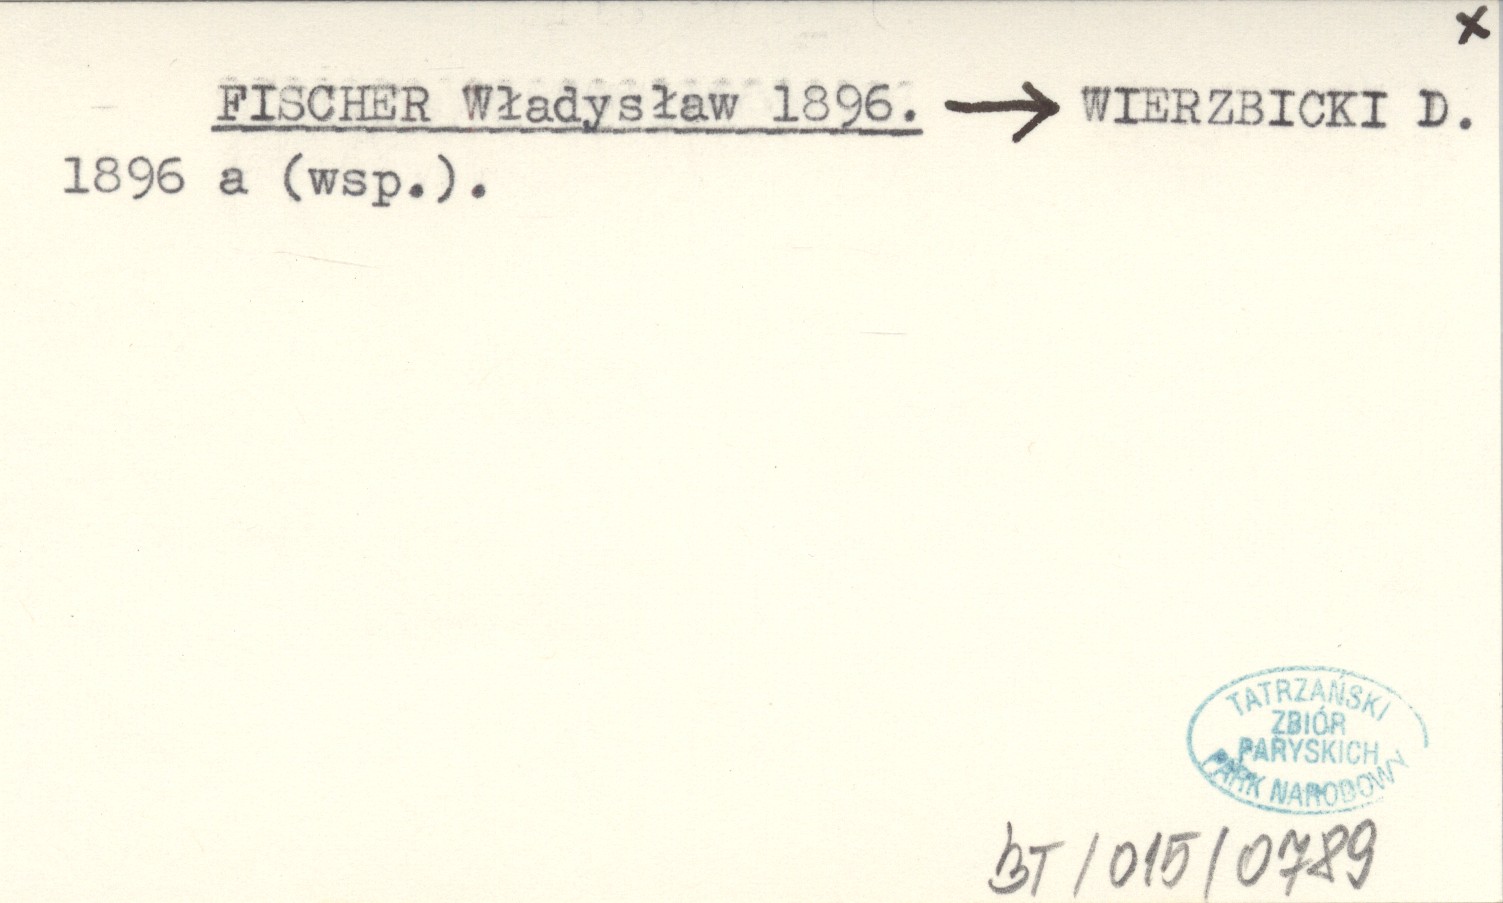 x
FISCHER Władysław 1896. → WIERZBICKI D.
1896 a (wsp.).
TATRZAŃSKI
ZBIÓR
PARYSKICH
PARK NARODOWY
BT/015/0789